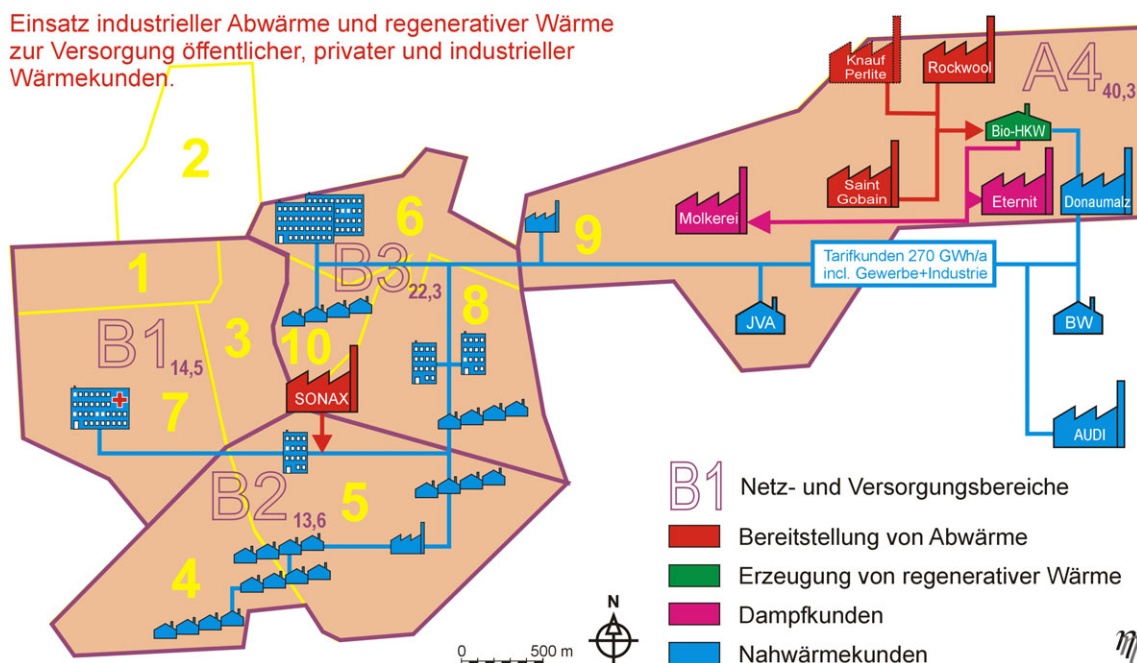 Einsatz industrieller Abwärme und regenerativer Wärme
zur Versorgung öffentlicher, privater und industrieller
Wärmekunden.
Knauf
Perlite
Rockwool
A4 40,3
Bio-HKW
Saint
Gobain
Molkerei
Eternit
Donaumalz
2
6
9
1
B3 22,3
Tarifkunden 270 GWh/a
incl. Gewerbe+Industrie
3
8
JVA
BW
B1 14,5
10
SONAX
7
AUDI
B2 13,6
5
4
B1 Netz- und Versorgungsbereiche
Bereitstellung von Abwärme
Erzeugung von regenerativer Wärme
Dampfkunden
Nahwärmekunden
N
0 500 m